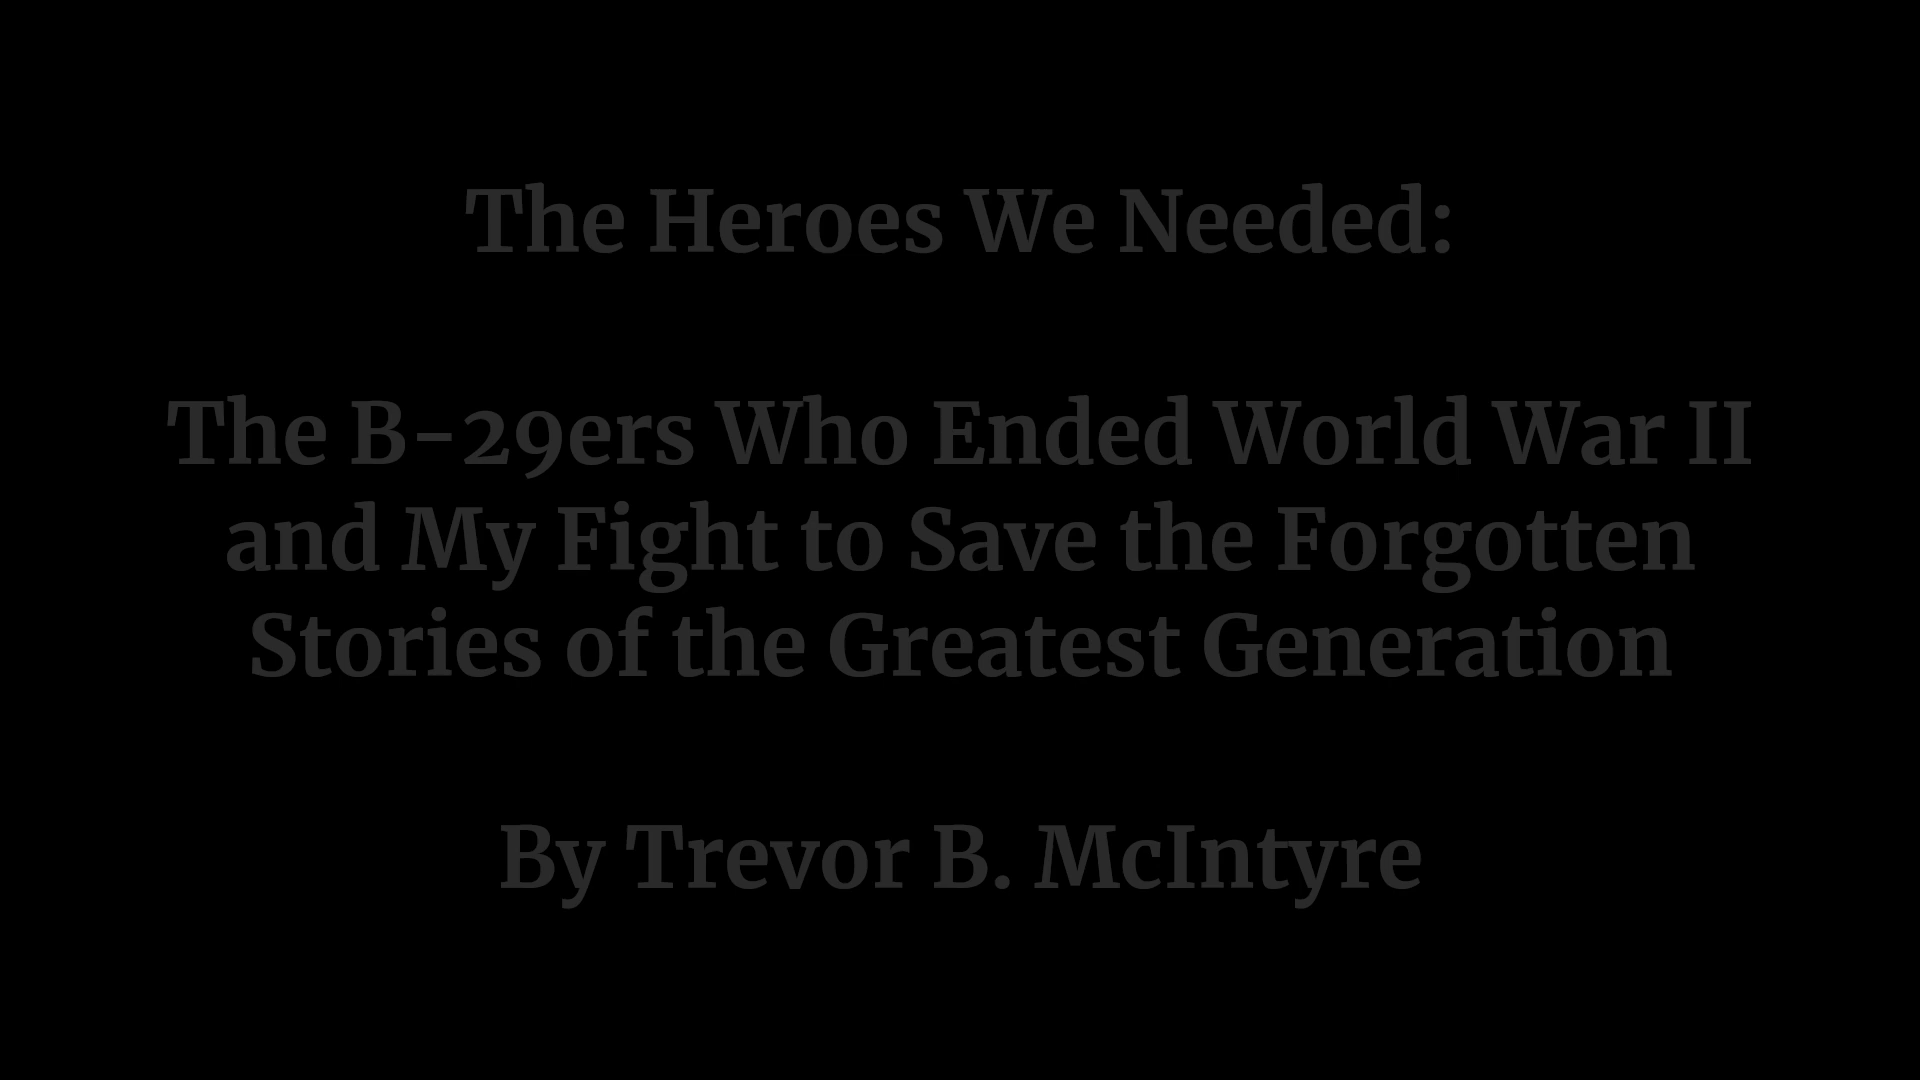 The Heroes We Needed:
The B-29ers Who Ended World War II
and My Fight to Save the Forgotten
Stories of the Greatest Generation
By Trevor B. McIntyre